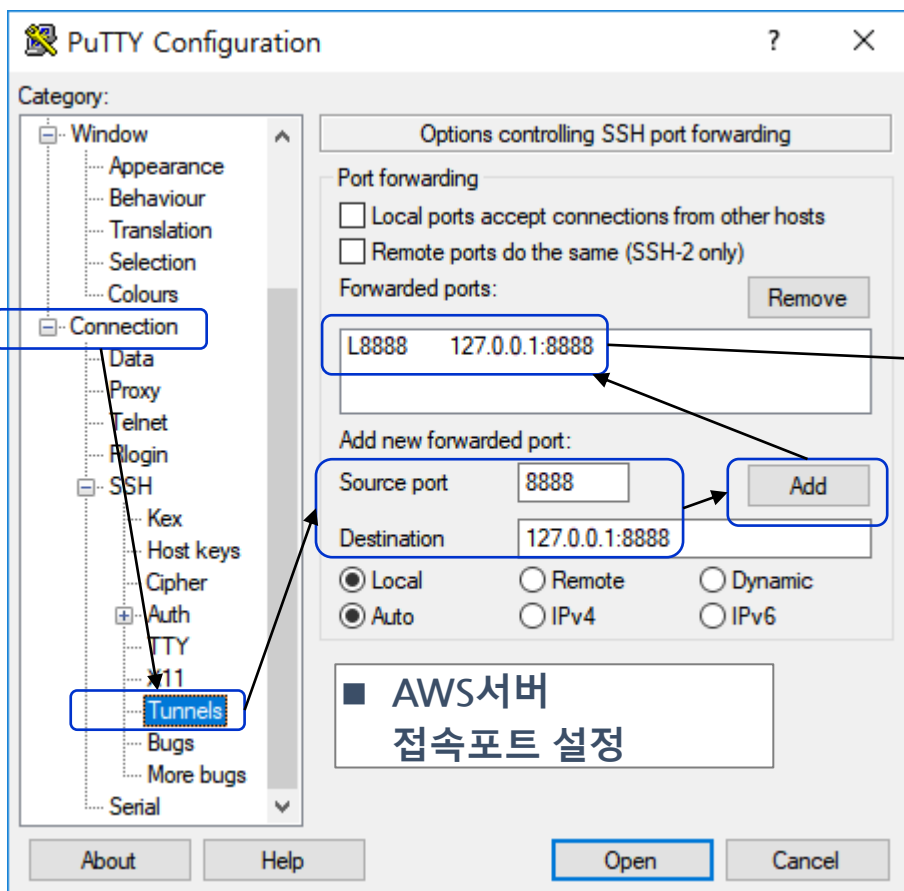 PuTTY Configuration
Category:
Window
Appearance
Behaviour
Translation
Selection
Colours
Connection
Data
Proxy
Telnet
Rlogin
SSH
Kex
Host keys
Cipher
Auth
TTY
X11
Tunnels
Bugs
More bugs
Serial
Options controlling SSH port forwarding
Port forwarding
Local ports accept connections from other hosts
Remote ports do the same (SSH-2 only)
Forwarded ports:
Remove
L8888 127.0.0.1:8888
Add new forwarded port:
Source port 8888 Add
Destination 127.0.0.1:8888
Local Remote Dynamic
Auto IPv4 IPv6
■ AWS서버
접속포트 설정
About Help Open Cancel